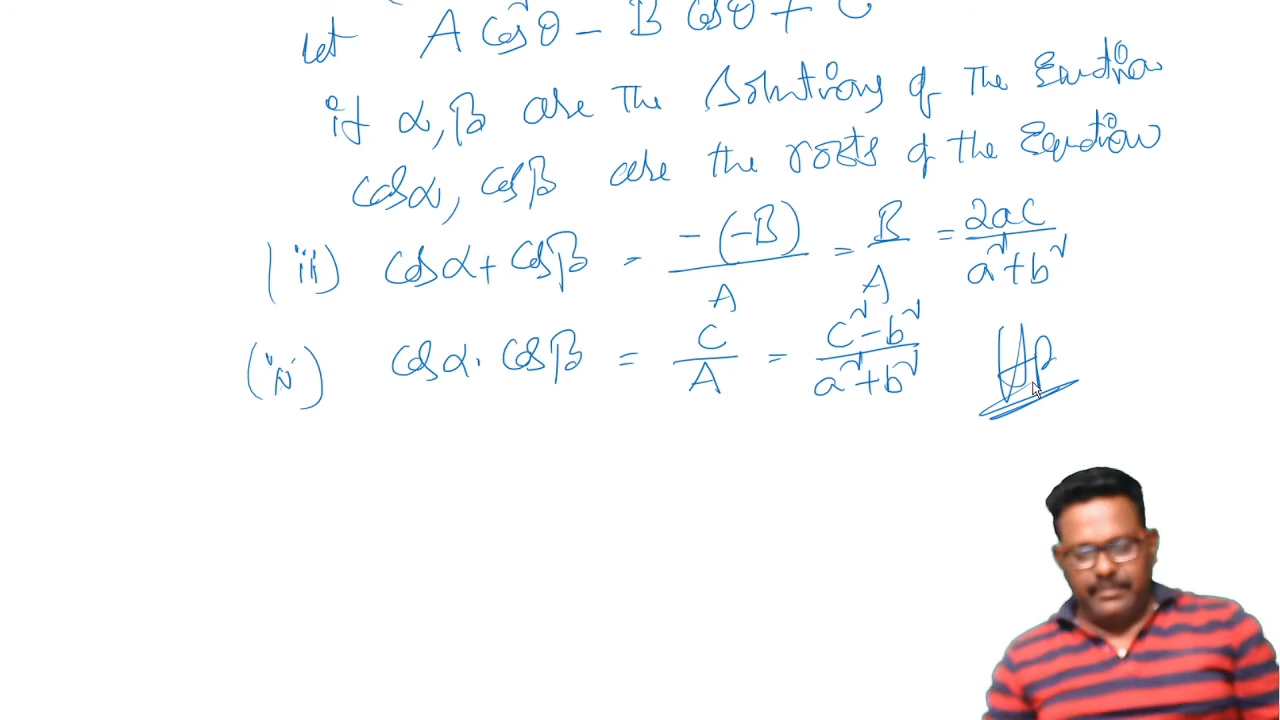 let A cos²θ - B cosθ + C
if α, β are the solutions of the Equation
cosα, cosβ are the roots of the Equation
(iii) cosα + cosβ = -(-B)/A = B/A = 2ac/a²+b²
(iv) cosα. cosβ = C/A = c²-b²/a²+b²